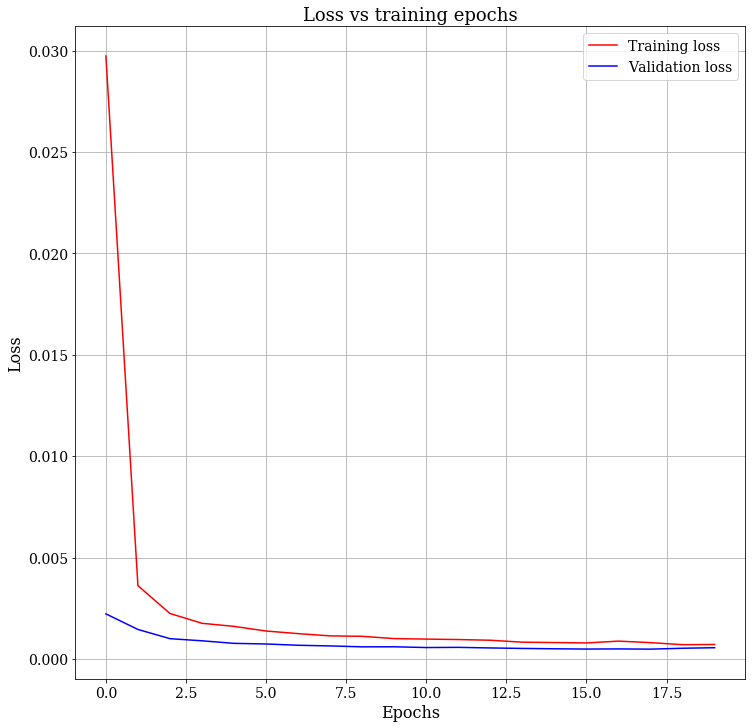 Loss vs training epochs
Training loss
Validation loss
0.030
0.025
0.020
0.015
0.010
0.005
0.000
Loss
0.0 2.5 5.0 7.5 10.0 12.5 15.0 17.5
Epochs